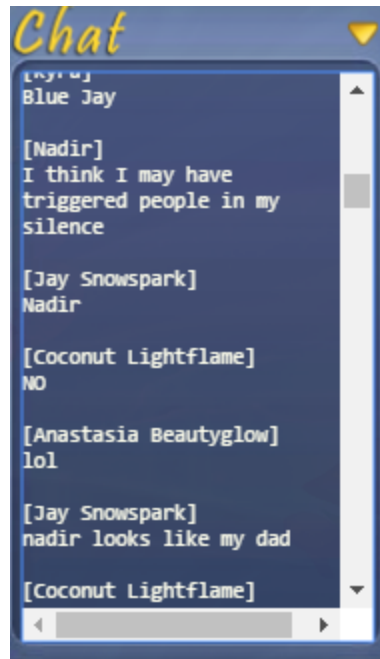 Chat
Blue Jay
[Nadir]
I think I may have
triggered people in my
silence
[Jay Snowspark]
Nadir
[Coconut Lightflame]
NO
[Anastasia Beautyglow]
lol
[Jay Snowspark]
nadir looks like my dad
[Coconut Lightflame]